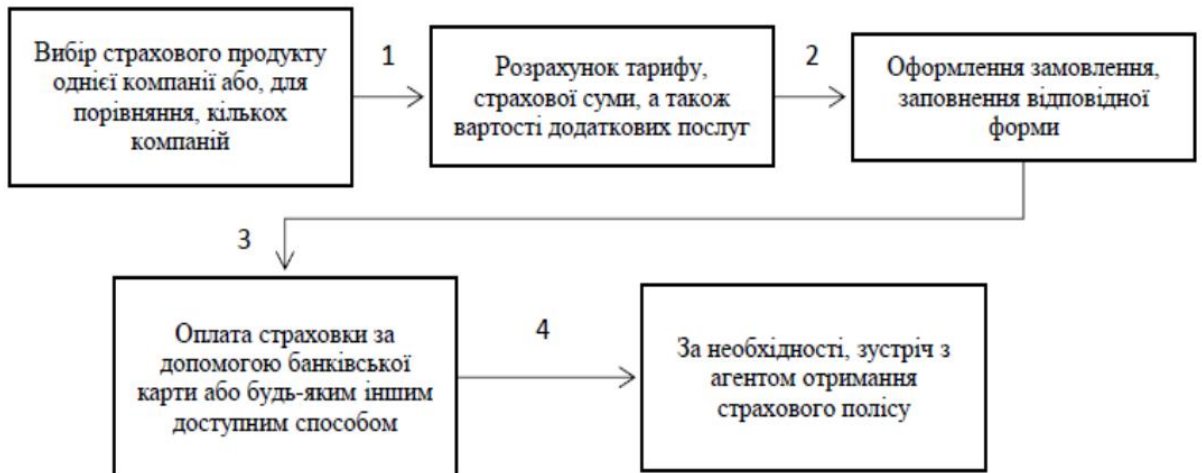 Вибір страхового продукту
однієї компанії або, для
порівняння, кількох
компаній
1
Розрахунок тарифу,
страхової суми, а також
вартості додаткових послуг
2
Оформлення замовлення,
заповнення відповідної
форми
3
Оплата страховки за
допомогою банківської
карти або будь-яким іншим
доступним способом
4
За необхідності, зустріч з
агентом отримання
страхового полісу